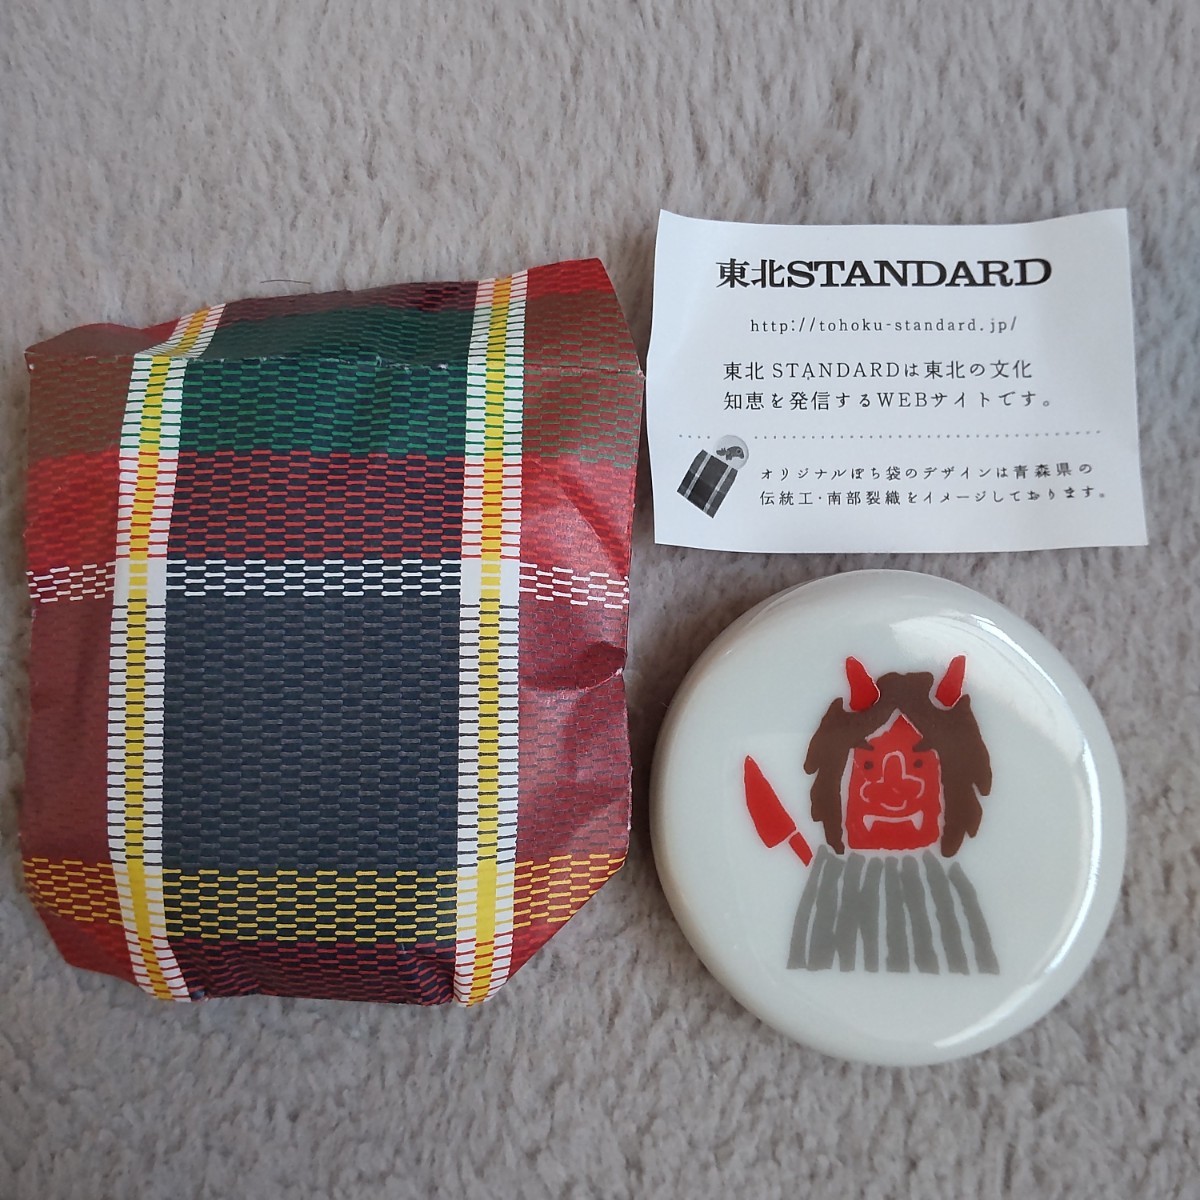 東北STANDARD
http://tohoku-standard.jp/
東北STANDARDは東北の文化
知恵を発信するWEBサイトです。
オリジナルぽち袋のデザインは青森県の
伝統工・南部裂織をイメージしております。